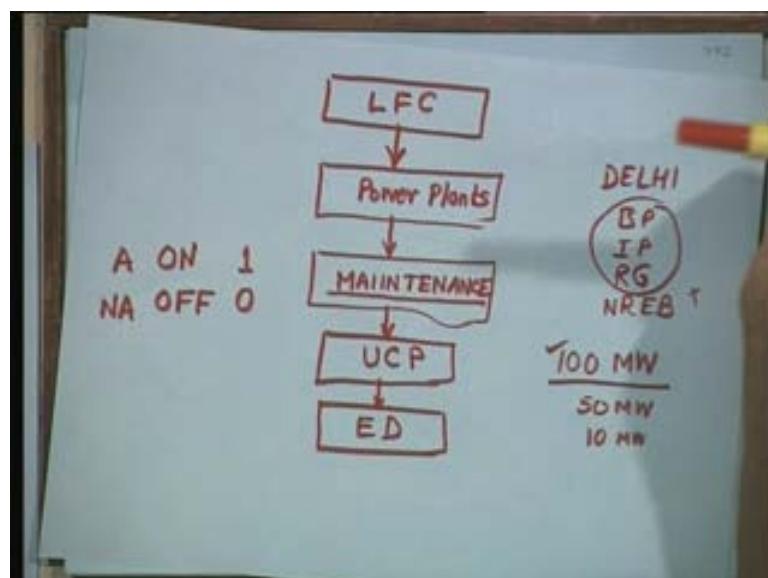 LFC
Power Plants
MAIINTENANCE
UCP
ED
A ON 1
NA OFF 0
DELHI
BP
IP
RG
NREB
100 MW
50 MW
10 MW